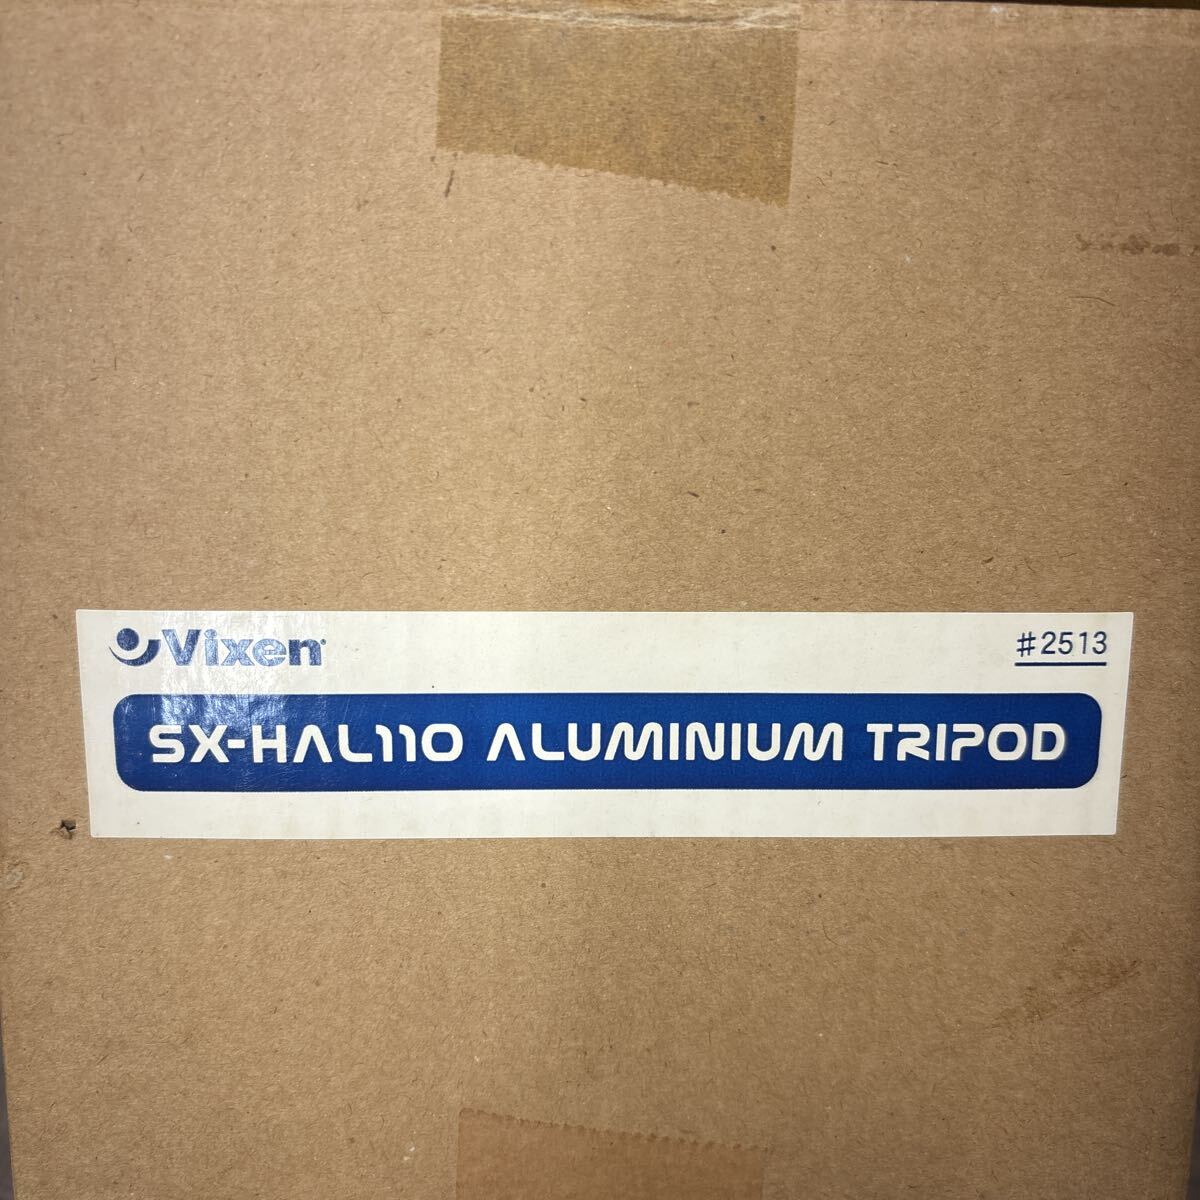 Vixen®
#2513
SX-HAL110 ALUMINIUM TRIPOD